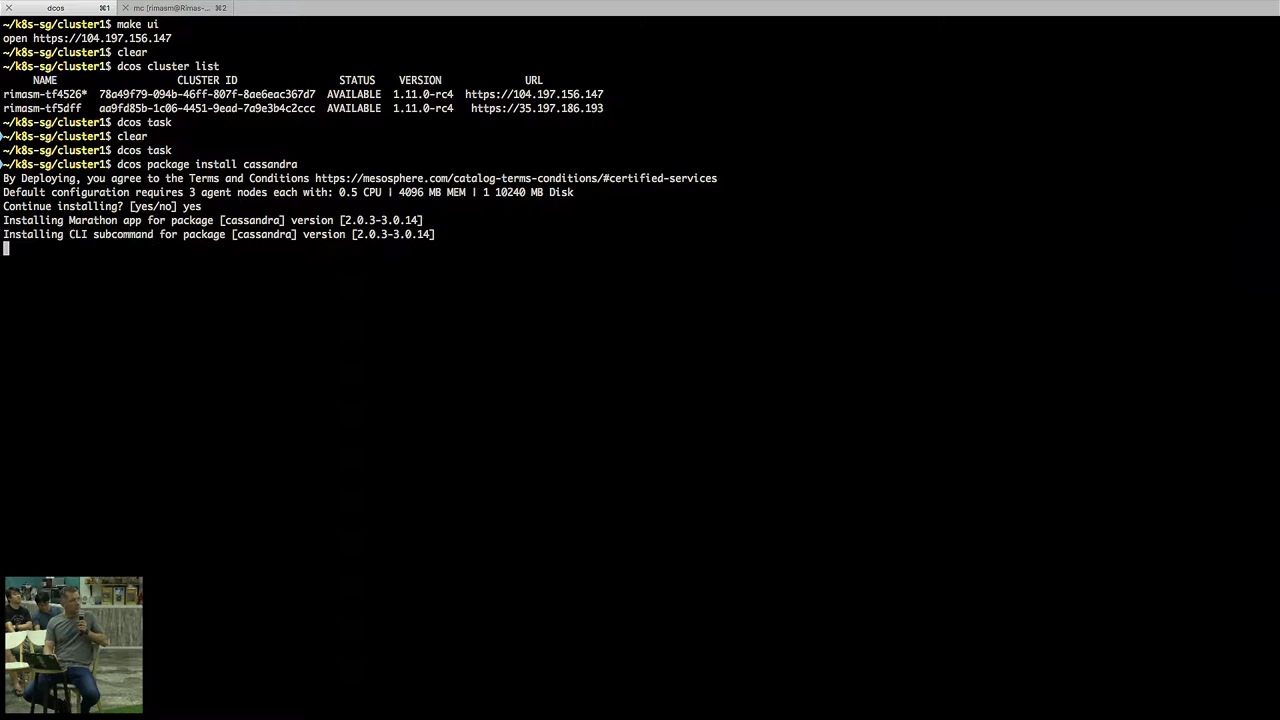 dcos ⌘1 mc [rimasm@Rimas-... ⌘2
~/k8s-sg/cluster1$ make ui
open https://104.197.156.147
~/k8s-sg/cluster1$ clear
~/k8s-sg/cluster1$ dcos cluster list
NAME CLUSTER ID STATUS VERSION URL
rimasm-tf4526* 78a49f79-094b-46ff-807f-8ae6eac367d7 AVAILABLE 1.11.0-rc4 https://104.197.156.147
rimasm-tf5dff aa9fd85b-1c06-4451-9ead-7a9e3b4c2ccc AVAILABLE 1.11.0-rc4 https://35.197.186.193
~/k8s-sg/cluster1$ dcos task
~/k8s-sg/cluster1$ clear
~/k8s-sg/cluster1$ dcos task
~/k8s-sg/cluster1$ dcos package install cassandra
By Deploying, you agree to the Terms and Conditions https://mesosphere.com/catalog-terms-conditions/#certified-services
Default configuration requires 3 agent nodes each with: 0.5 CPU | 4096 MB MEM | 1 10240 MB Disk
Continue installing? [yes/no] yes
Installing Marathon app for package [cassandra] version [2.0.3-3.0.14]
Installing CLI subcommand for package [cassandra] version [2.0.3-3.0.14]